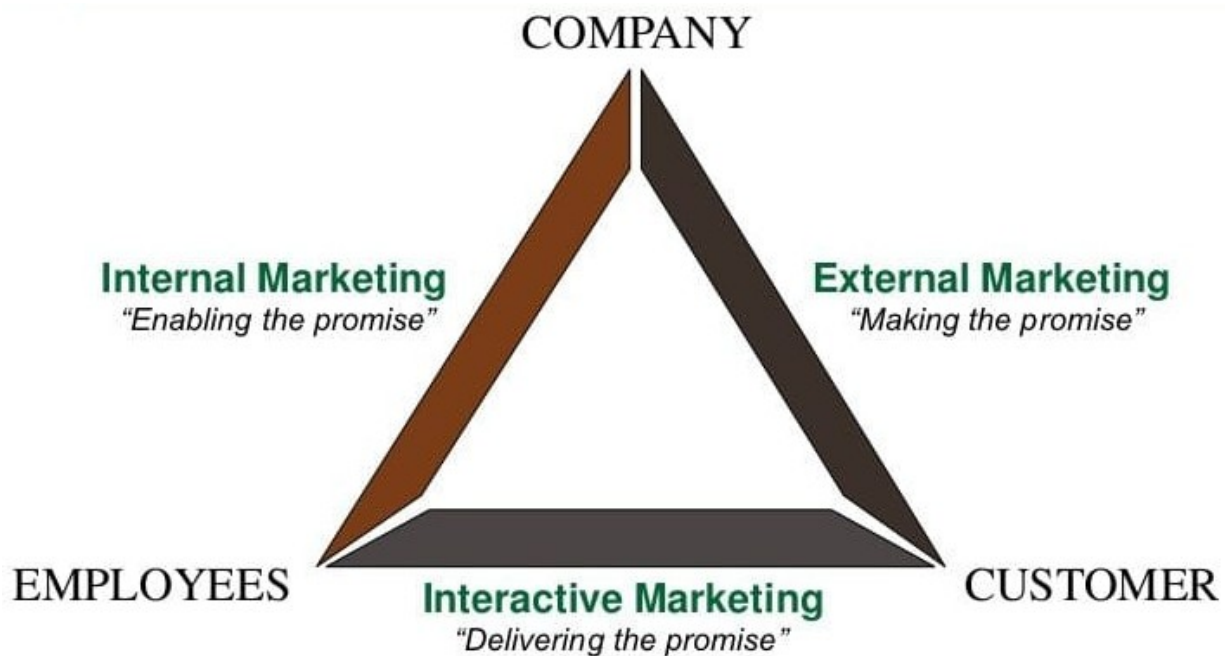 COMPANY
Internal Marketing
“Enabling the promise”
External Marketing
“Making the promise”
EMPLOYEES
CUSTOMER
Interactive Marketing
“Delivering the promise”